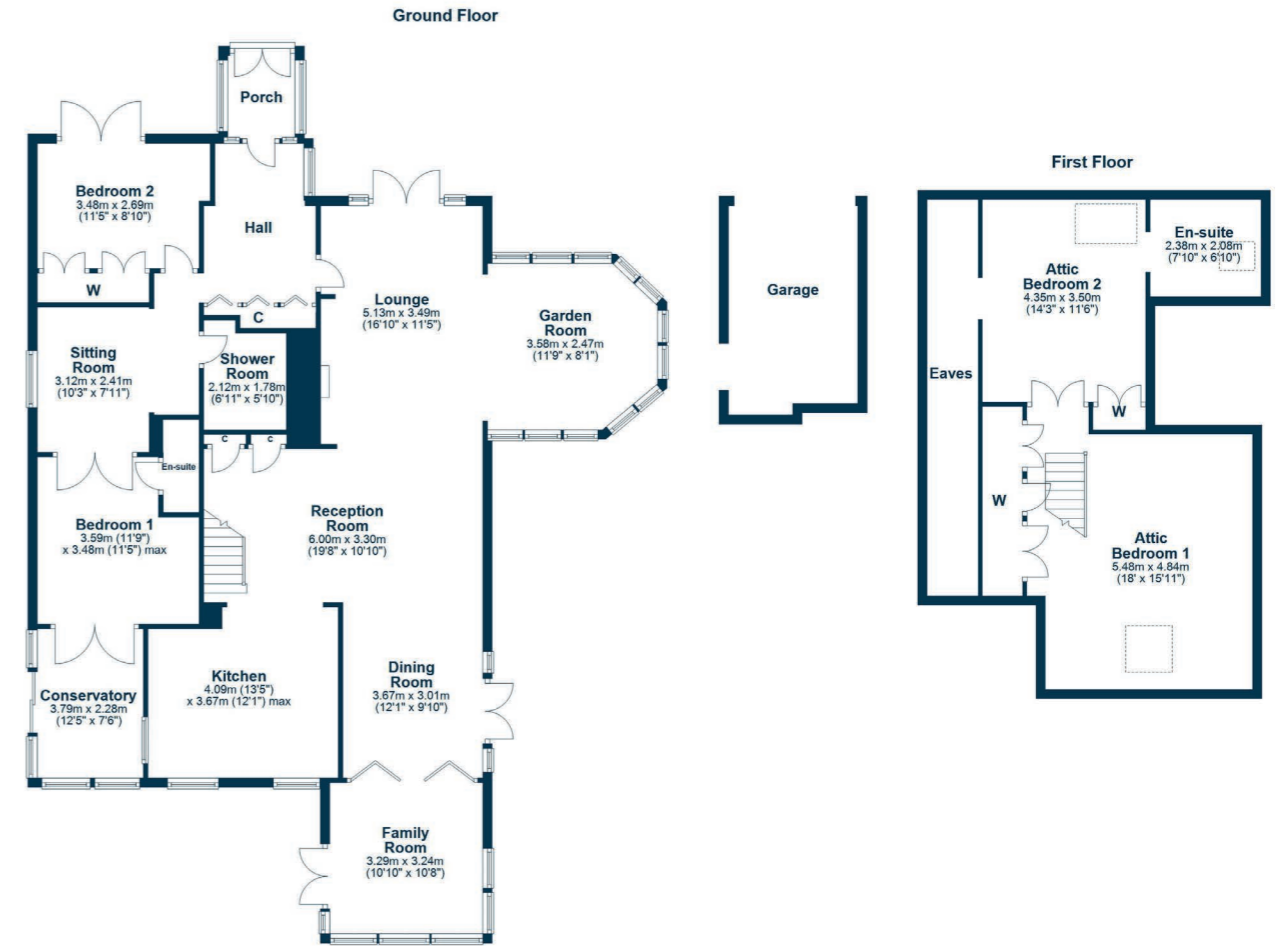 Ground Floor
Porch
Bedroom 2
3.48m x 2.69m
(11'5" x 8'10")
Hall
W
C
Lounge
5.13m x 3.49m
(16'10" x 11'5")
Garden
Room
3.58m x 2.47m
(11'9" x 8'1")
Sitting
Room
3.12m x 2.41m
(10'3" x 7'11")
Shower
Room
2.12m x 1.78m
(6'11" x 5'10")
C
C
En-suite
Bedroom 1
3.59m (11'9")
x 3.48m (11'5") max
Reception
Room
6.00m x 3.30m
(19'8" x 10'10")
Conservatory
3.79m x 2.28m
(12'5" x 7'6")
Kitchen
4.09m (13'5")
x 3.67m (12'1") max
Dining
Room
3.67m x 3.01m
(12'1" x 9'10")
Family
Room
3.29m x 3.24m
(10'10" x 10'8")
Garage
First Floor
En-suite
2.38m x 2.08m
(7'10" x 6'10")
Attic
Bedroom 2
4.35m x 3.50m
(14'3" x 11'6")
Eaves
W
W
Attic
Bedroom 1
5.48m x 4.84m
(18' x 15'11")